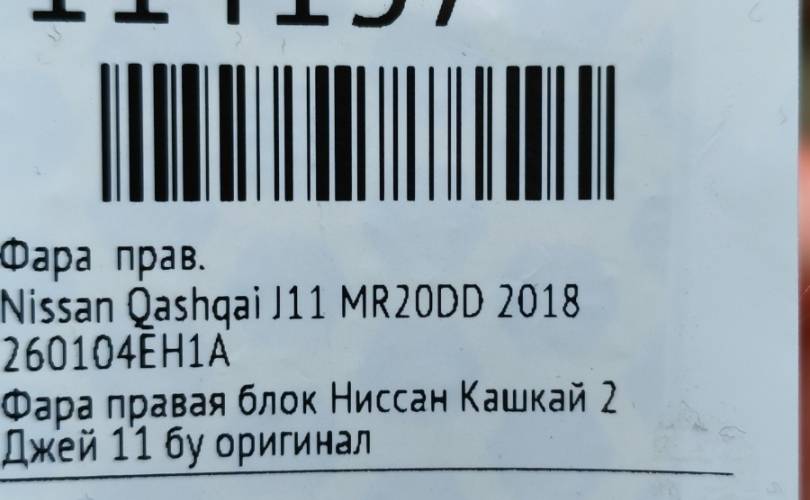 Фара прав.
Nissan Qashqai J11 MR20DD 2018
260104EH1A
Фара правая блок Ниссан Кашкай 2
Джей 11 бу оригинал